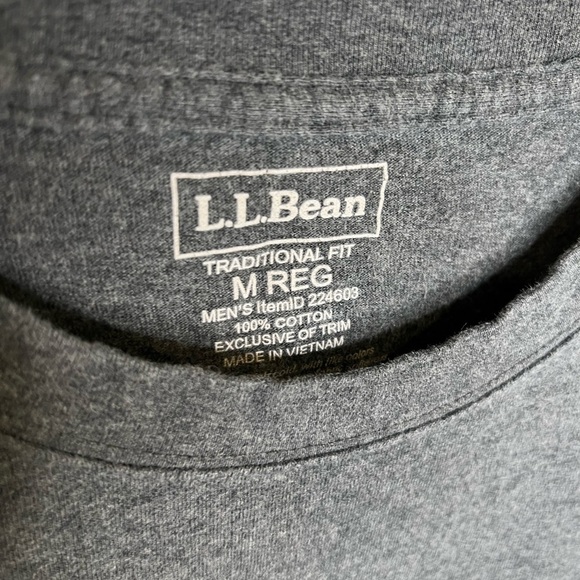 L.L.Bean
TRADITIONAL FIT
M REG
MEN'S ItemID 224603
100% COTTON
EXCLUSIVE OF TRIM
MADE IN VIETNAM